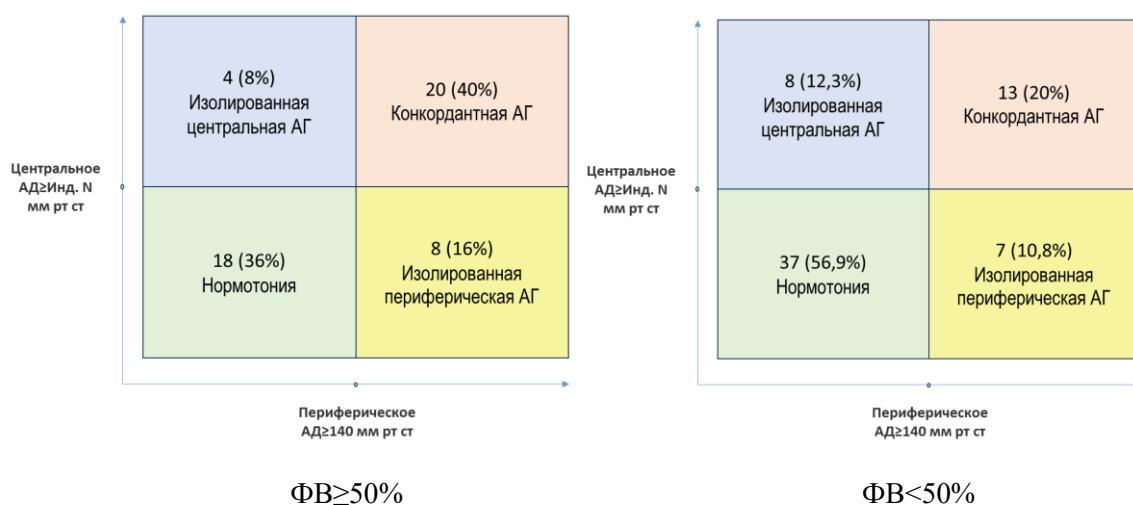 4 (8%)
Изолированная
центральная АГ
20 (40%)
Конкордантная АГ
Центральное
АД≥Инд. N
мм рт ст
18 (36%)
Нормотония
8 (16%)
Изолированная
периферическая АГ
Периферическое
АД≥140 мм рт ст
ФВ≥50%
8 (12,3%)
Изолированная
центральная АГ
13 (20%)
Конкордантная АГ
Центральное
АД≥Инд. N
мм рт ст
37 (56,9%)
Нормотония
7 (10,8%)
Изолированная
периферическая АГ
Периферическое
АД≥140 мм рт ст
ФВ<50%